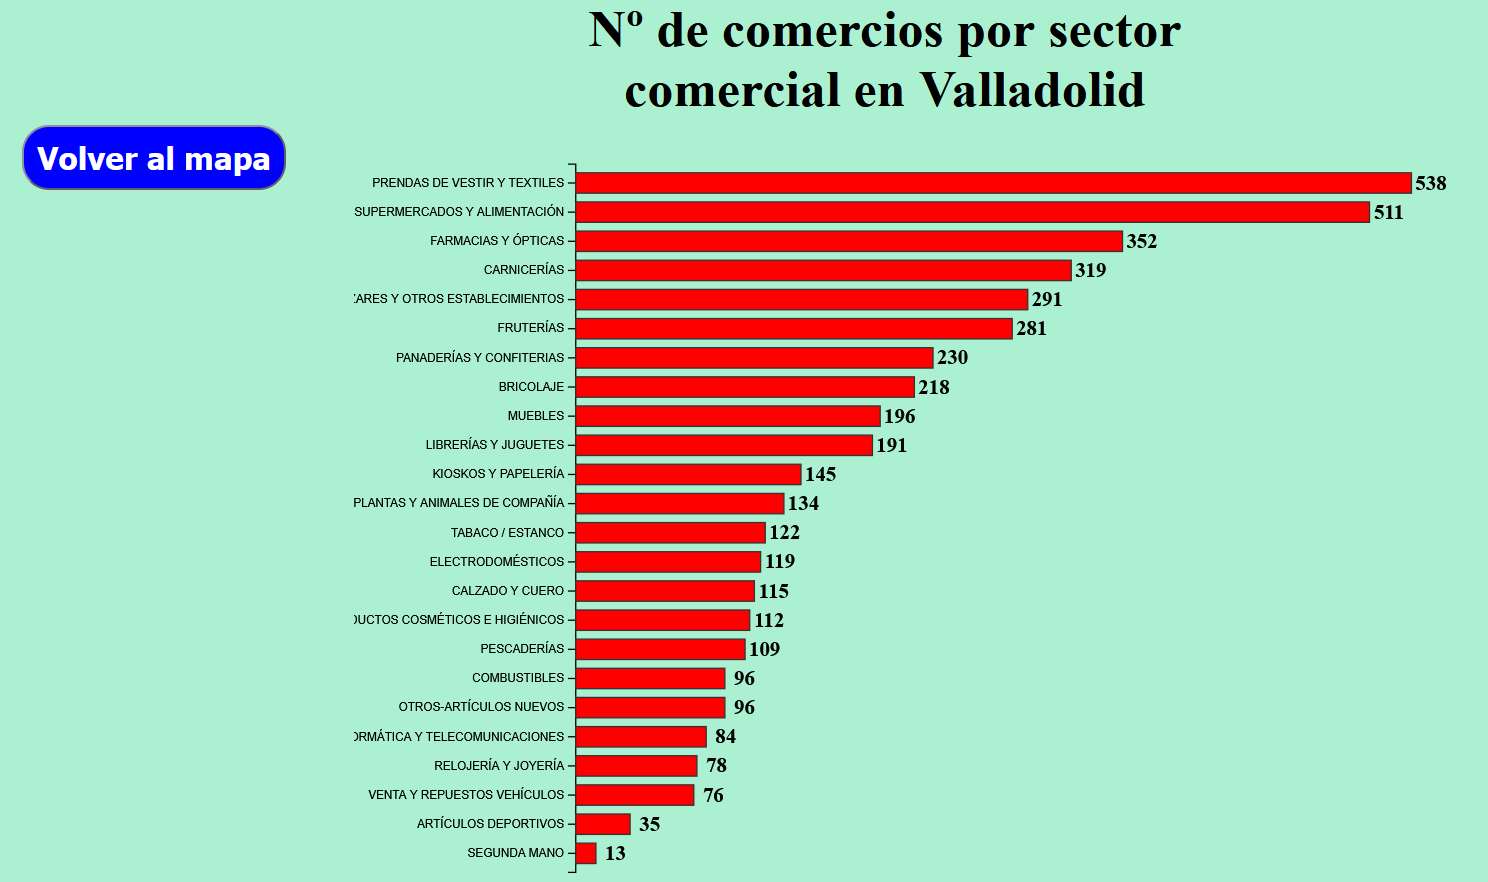 Nº de comercios por sector
comercial en Valladolid
Volver al mapa
PRENDAS DE VESTIR Y TEXTILES 538
SUPERMERCADOS Y ALIMENTACIÓN 511
FARMACIAS Y ÓPTICAS 352
CARNICERÍAS 319
Y OTROS ESTABLECIMIENTOS 291
FRUTERÍAS 281
PANADERÍAS Y CONFITERIAS 230
BRICOLAJE 218
MUEBLES 196
LIBRERÍAS Y JUGUETES 191
KIOSKOS Y PAPELERÍA 145
PLANTAS Y ANIMALES DE COMPAÑÍA 134
TABACO / ESTANCO 122
ELECTRODOMÉSTICOS 119
CALZADO Y CUERO 115
COSMÉTICOS E HIGIÉNICOS 112
PESCADERÍAS 109
COMBUSTIBLES 96
OTROS-ARTÍCULOS NUEVOS 96
Y TELECOMUNICACIONES 84
RELOJERÍA Y JOYERÍA 78
VENTA Y REPUESTOS VEHÍCULOS 76
ARTÍCULOS DEPORTIVOS 35
SEGUNDA MANO 13